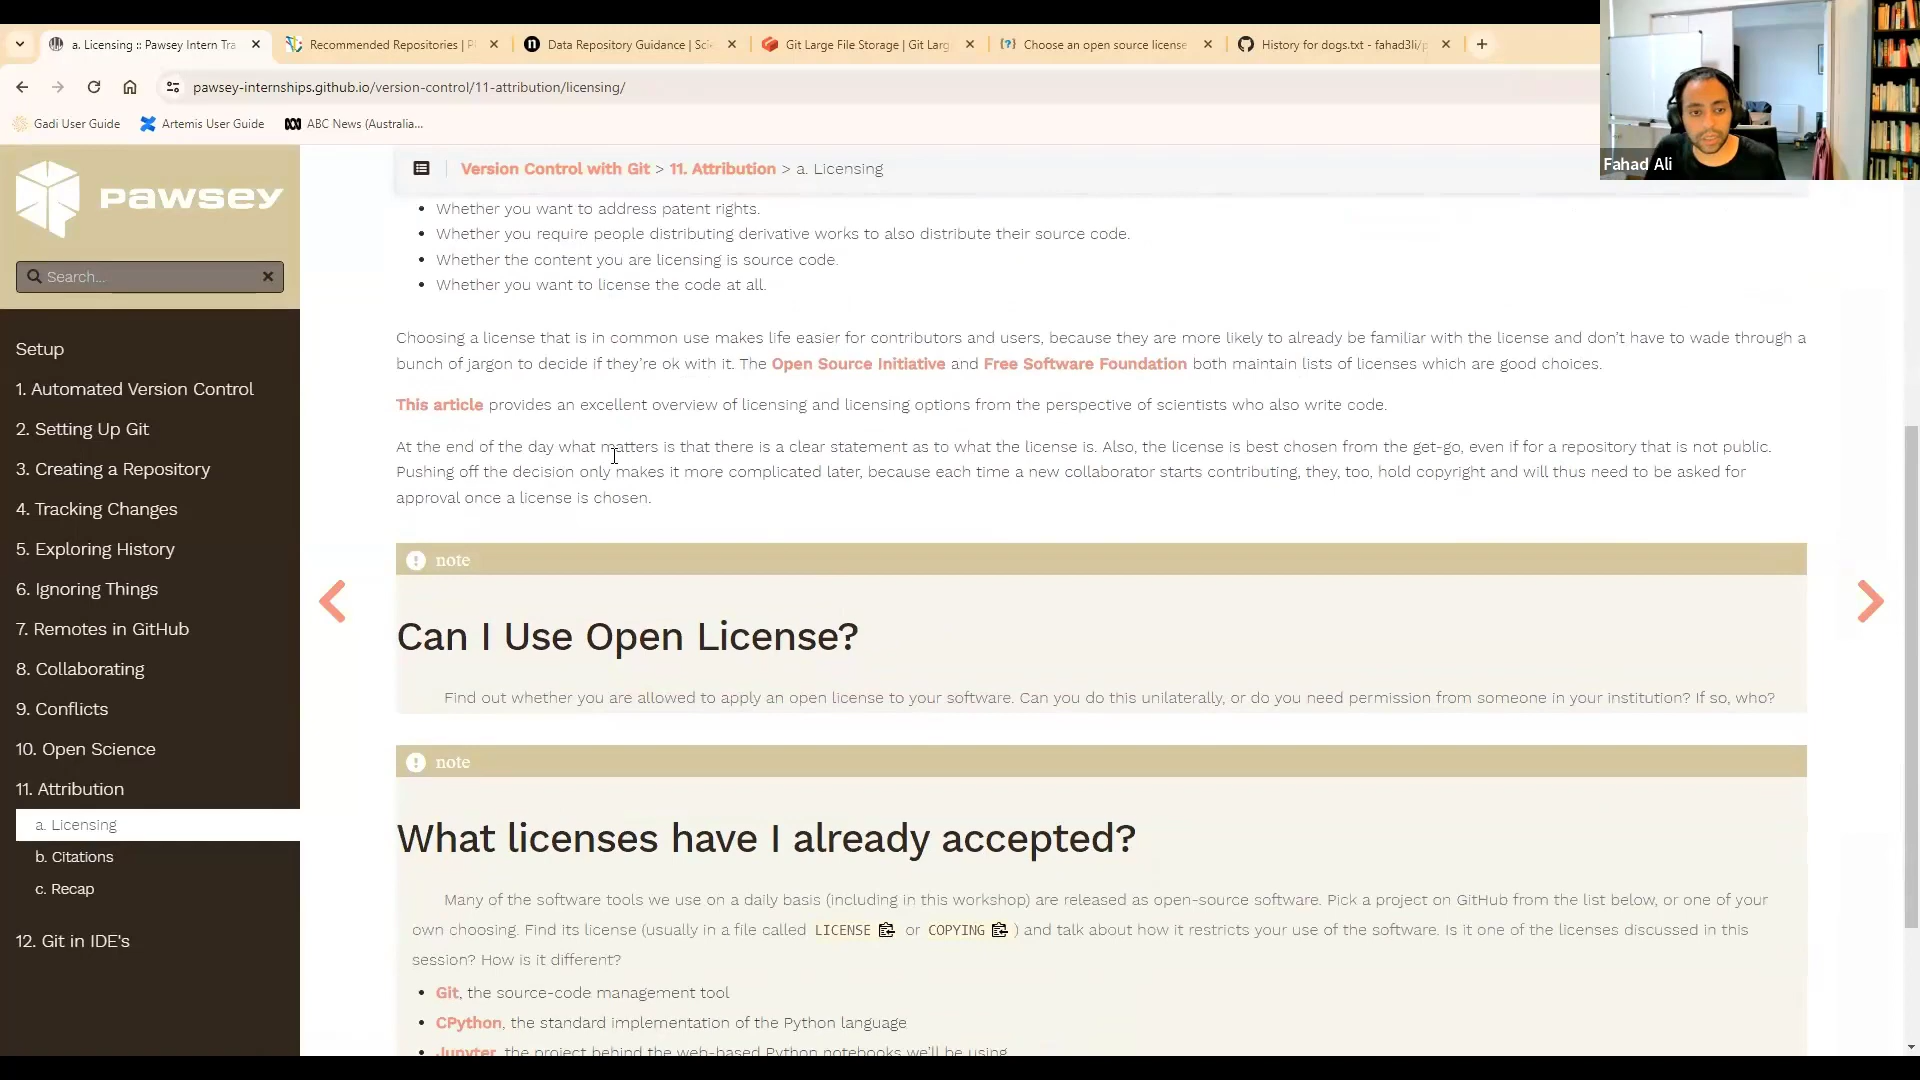 a. Licensing :: Pawsey Intern Tra
Recommended Repositories | Pl
Data Repository Guidance | Sci
Git Large File Storage | Git Larg
Choose an open source license
History for dogs.txt - fahad3li/p
pawsey-internships.github.io/version-control/11-attribution/licensing/
Gadi User Guide
Artemis User Guide
ABC News (Australia...
Fahad Ali
PAWSEY
Search...
Setup
1. Automated Version Control
2. Setting Up Git
3. Creating a Repository
4. Tracking Changes
5. Exploring History
6. Ignoring Things
7. Remotes in GitHub
8. Collaborating
9. Conflicts
10. Open Science
11. Attribution
a. Licensing
b. Citations
c. Recap
12. Git in IDE's
Version Control with Git > 11. Attribution > a. Licensing
• Whether you want to address patent rights.
• Whether you require people distributing derivative works to also distribute their source code.
• Whether the content you are licensing is source code.
• Whether you want to license the code at all.
Choosing a license that is in common use makes life easier for contributors and users, because they are more likely to already be familiar with the license and don't have to wade through a
bunch of jargon to decide if they're ok with it. The Open Source Initiative and Free Software Foundation both maintain lists of licenses which are good choices.
This article provides an excellent overview of licensing and licensing options from the perspective of scientists who also write code.
At the end of the day what matters is that there is a clear statement as to what the license is. Also, the license is best chosen from the get-go, even if for a repository that is not public.
Pushing off the decision only makes it more complicated later, because each time a new collaborator starts contributing, they, too, hold copyright and will thus need to be asked for
approval once a license is chosen.
note
Can I Use Open License?
Find out whether you are allowed to apply an open license to your software. Can you do this unilaterally, or do you need permission from someone in your institution? If so, who?
note
What licenses have I already accepted?
Many of the software tools we use on a daily basis (including in this workshop) are released as open-source software. Pick a project on GitHub from the list below, or one of your
own choosing. Find its license (usually in a file called LICENSE or COPYING ) and talk about how it restricts your use of the software. Is it one of the licenses discussed in this
session? How is it different?
• Git, the source-code management tool
• CPython, the standard implementation of the Python language
• Jupyter, the project behind the web-based Python notebooks we'll be using